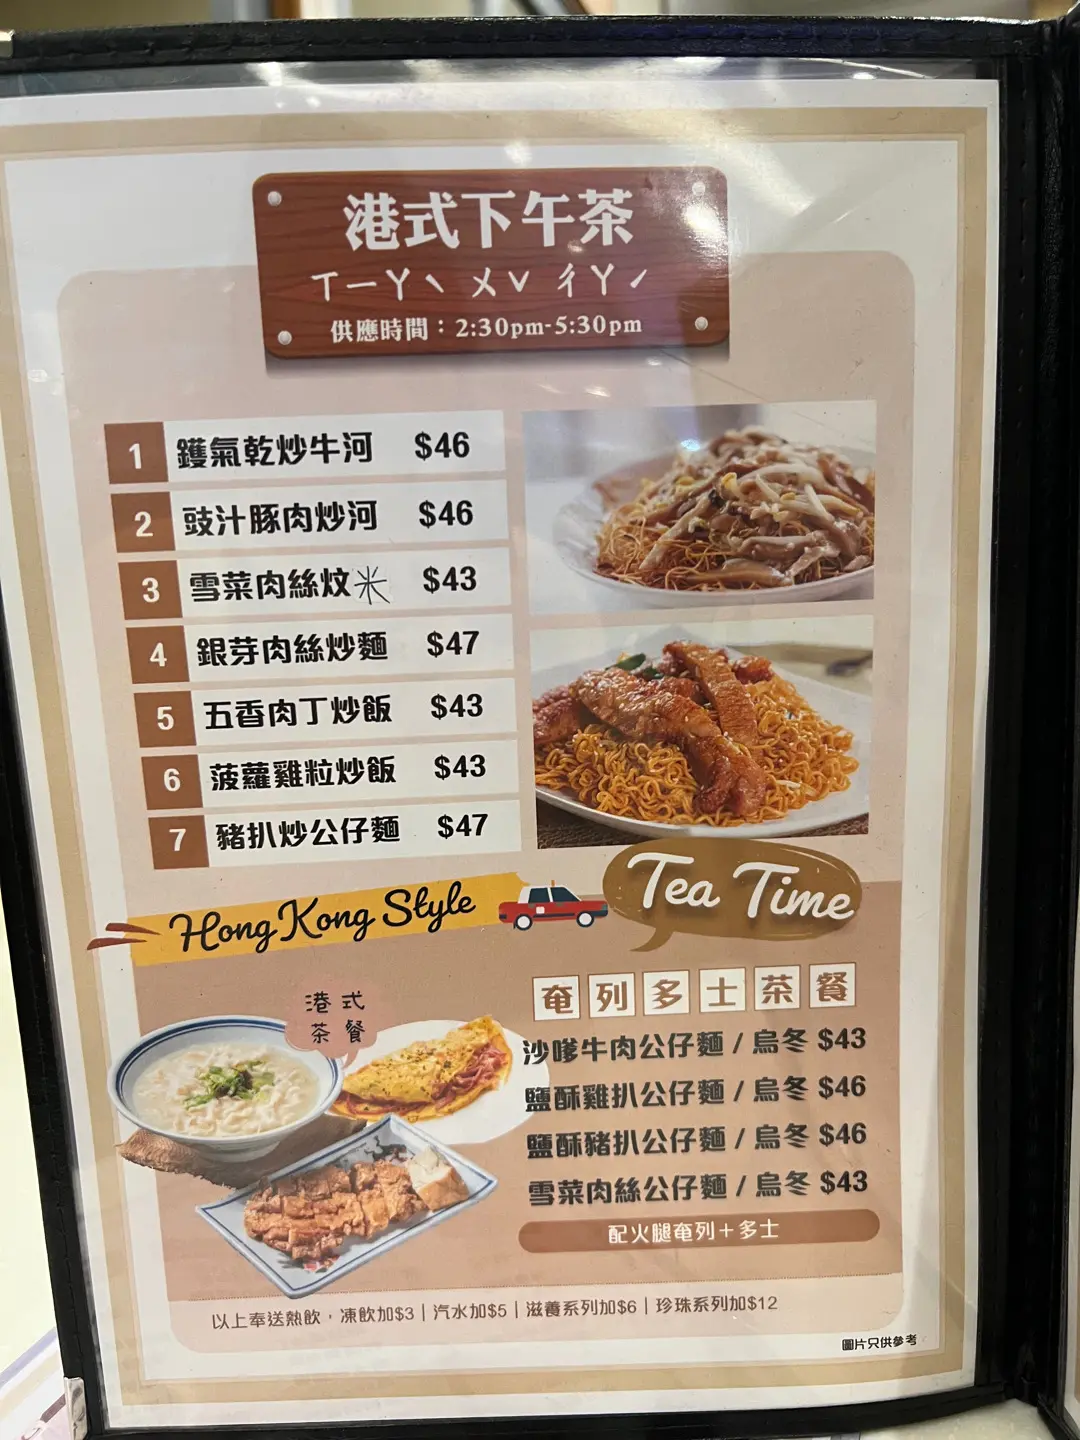 港式下午茶
ㄒㄧㄚˋ ㄨˇ ㄔㄚˊ
供應時間：2:30pm-5:30pm
1 鑊氣乾炒牛河 $46
2 豉汁豚肉炒河 $46
3 雪菜肉絲炆米 $43
4 銀芽肉絲炒麵 $47
5 五香肉丁炒飯 $43
6 菠蘿雞粒炒飯 $43
7 豬扒炒公仔麵 $47
Hong Kong Style
Tea Time
港式
茶餐
奄列多士茶餐
沙嗲牛肉公仔麵 / 烏冬 $43
鹽酥雞扒公仔麵 / 烏冬 $46
鹽酥豬扒公仔麵 / 烏冬 $46
雪菜肉絲公仔麵 / 烏冬 $43
配火腿奄列＋多士
以上奉送熱飲，凍飲加$3｜汽水加$5｜滋養系列加$6｜珍珠系列加$12
圖片只供參考